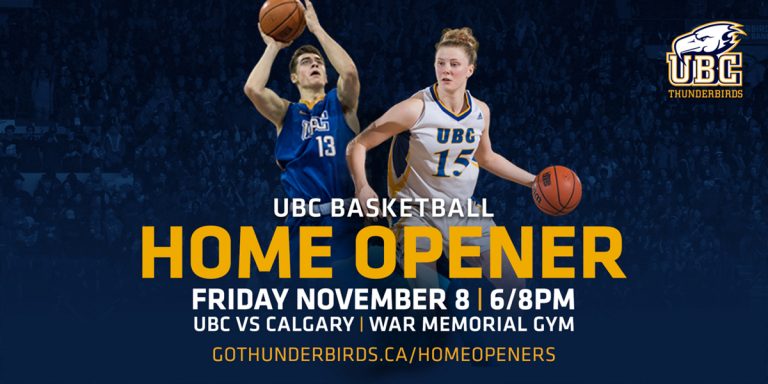 UBC
THUNDERBIRDS
UBC
13
UBC
15
UBC BASKETBALL
HOME OPENER
FRIDAY NOVEMBER 8 | 6/8PM
UBC VS CALGARY | WAR MEMORIAL GYM
GOTHUNDERBIRDS.CA/HOMEOPENERS